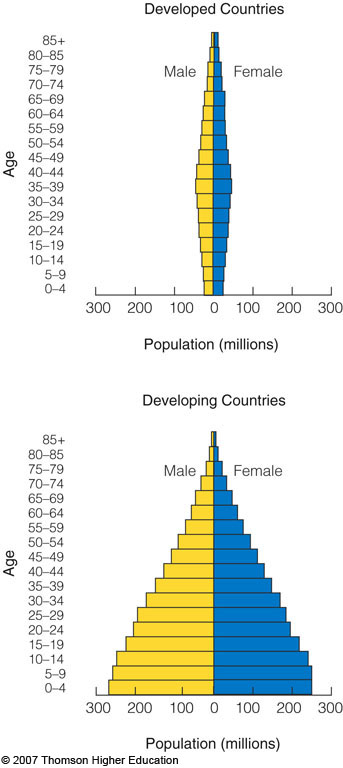 Developed Countries
85+
80–85
75–79
Male
Female
70–74
65–69
60–64
55–59
50–54
45–49
40–44
35–39
30–34
25–29
20–24
15–19
10–14
5–9
0–4
Age
300 200 100 0 100 200 300
Population (millions)
Developing Countries
85+
80–85
75–79
Male
Female
70–74
65–69
60–64
55–59
50–54
45–49
40–44
35–39
30–34
25–29
20–24
15–19
10–14
5–9
0–4
Age
300 200 100 0 100 200 300
Population (millions)
© 2007 Thomson Higher Education